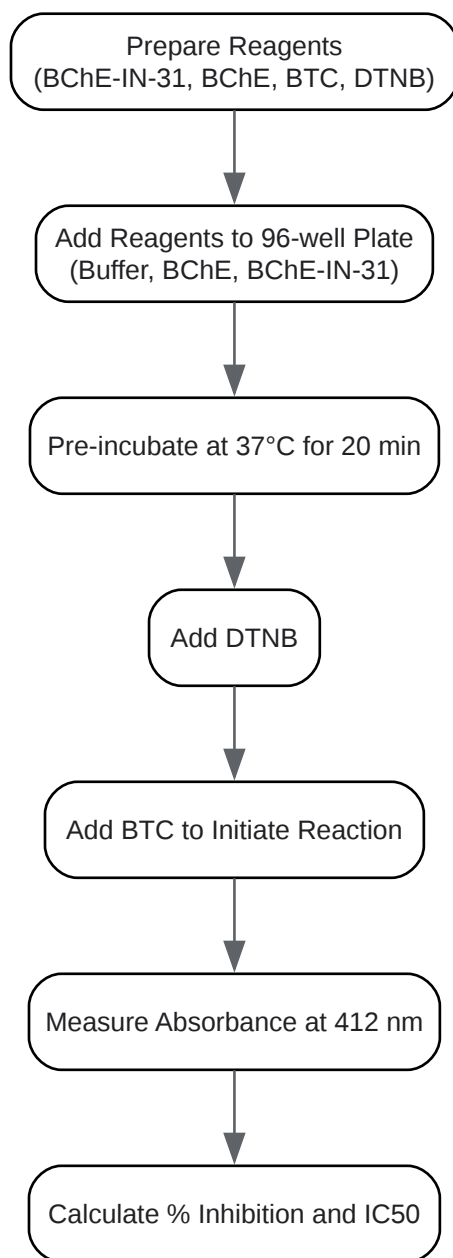 Prepare Reagents
(BChE-IN-31, BChE, BTC, DTNB)
Add Reagents to 96-well Plate
(Buffer, BChE, BChE-IN-31)
Pre-incubate at 37°C for 20 min
Add DTNB
Add BTC to Initiate Reaction
Measure Absorbance at 412 nm
Calculate % Inhibition and IC50